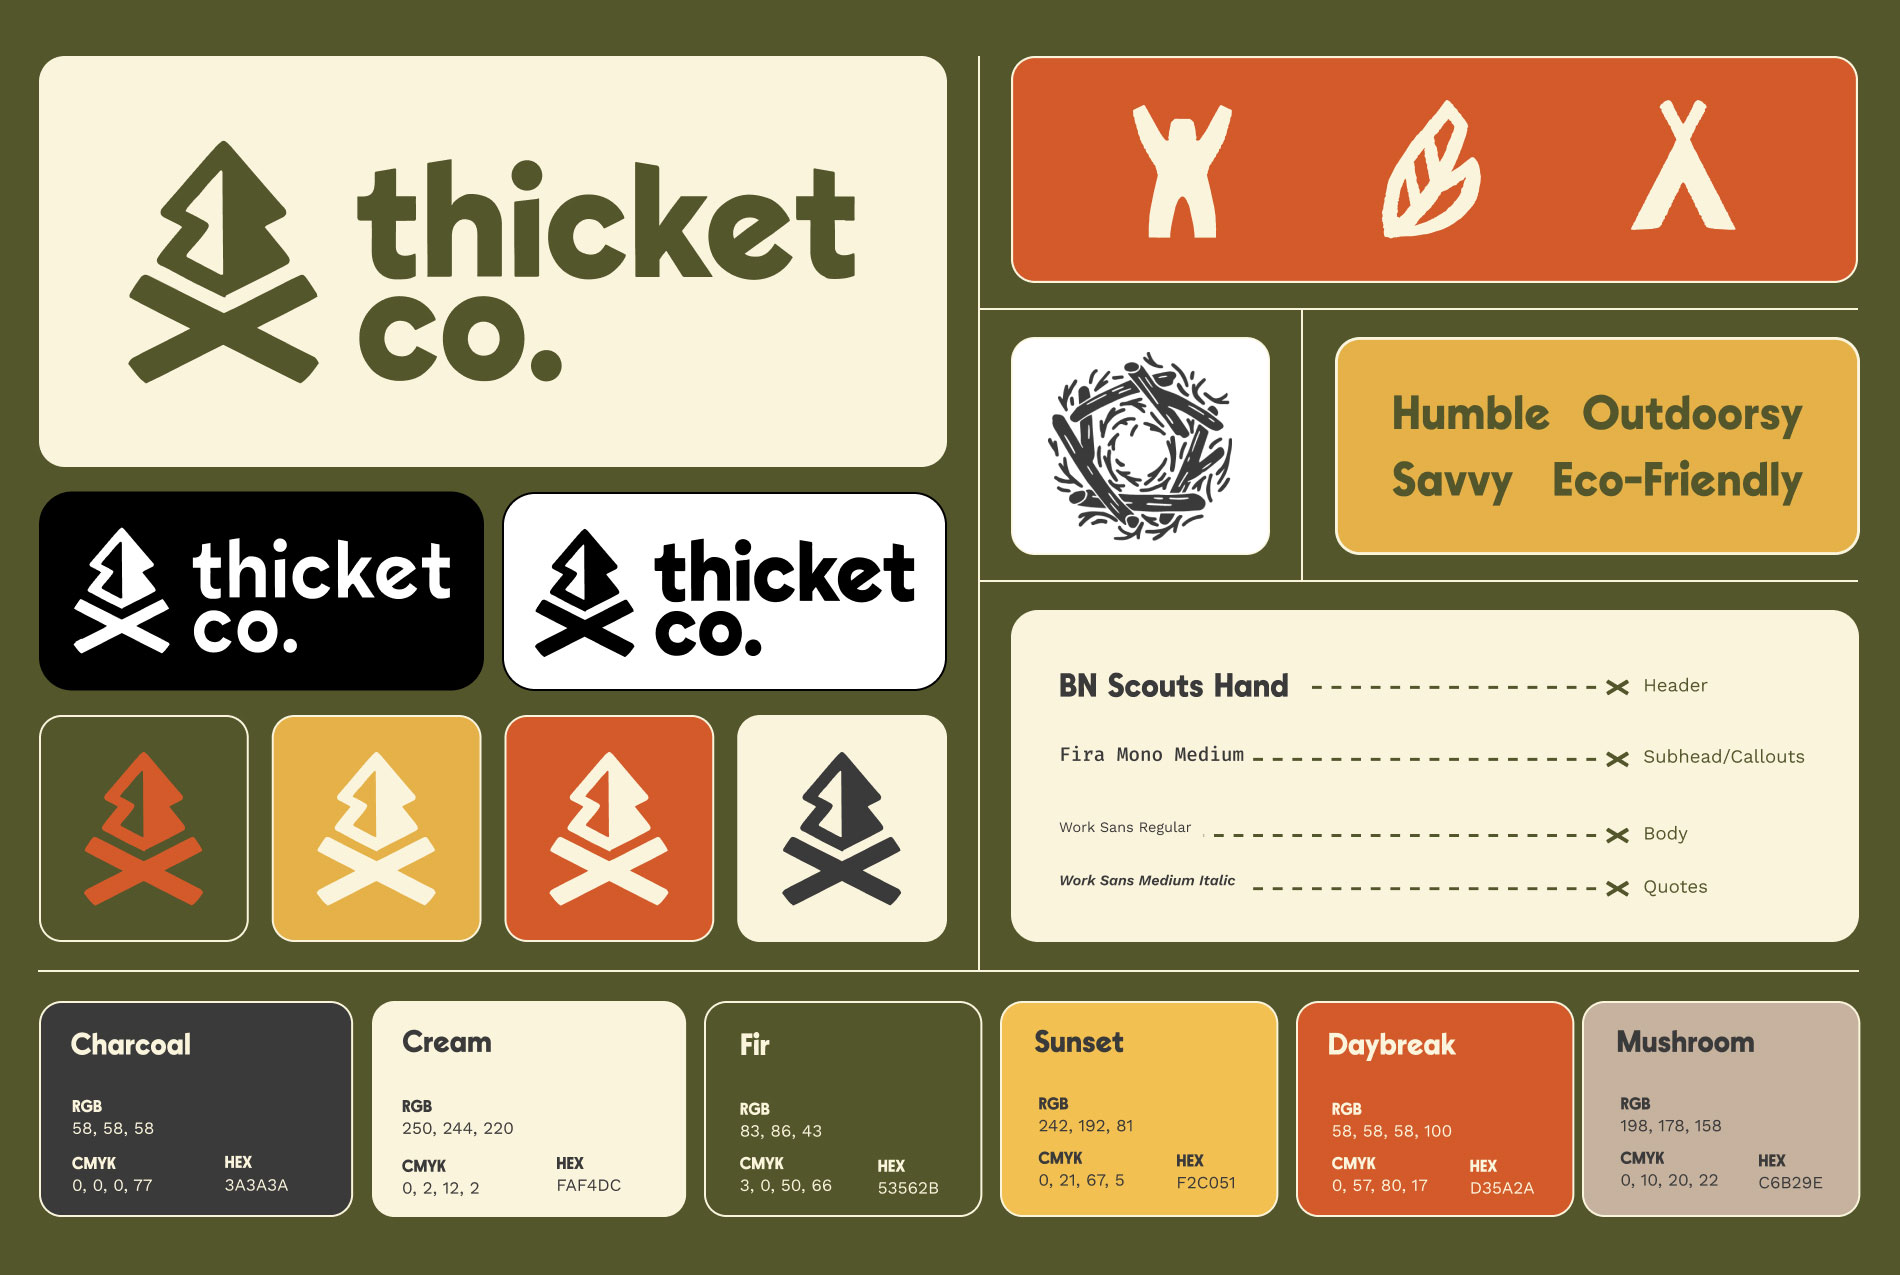 thicket
co.
thicket
co.
thicket
co.
Humble Outdoorsy
Savvy Eco-Friendly
BN Scouts Hand Header
Fira Mono Medium Subhead/Callouts
Work Sans Regular Body
Work Sans Medium Italic Quotes
Charcoal
RGB
58, 58, 58
CMYK HEX
0, 0, 0, 77 3A3A3A
Cream
RGB
250, 244, 220
CMYK HEX
0, 2, 12, 2 FAF4DC
Fir
RGB
83, 86, 43
CMYK HEX
3, 0, 50, 66 53562B
Sunset
RGB
242, 192, 81
CMYK HEX
0, 21, 67, 5 F2C051
Daybreak
RGB
58, 58, 58, 100
CMYK HEX
0, 57, 80, 17 D35A2A
Mushroom
RGB
198, 178, 158
CMYK HEX
0, 10, 20, 22 C6B29E